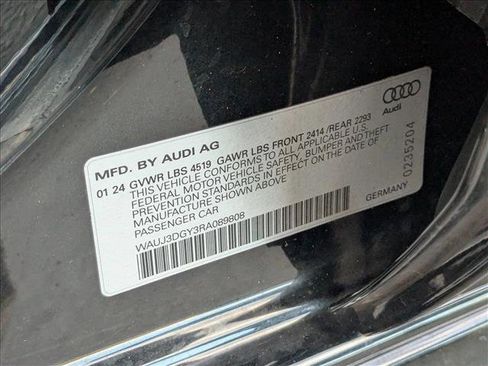 Audi
MFD. BY AUDI AG
01 24 GVWR LBS 4519 GAWR LBS FRONT 2414 /REAR 2293
THIS VEHICLE CONFORMS TO ALL APPLICABLE U.S.
FEDERAL MOTOR VEHICLE SAFETY, BUMPER AND THEFT
PREVENTION STANDARDS IN EFFECT ON THE DATE OF
MANUFACTURE SHOWN ABOVE
PASSENGER CAR
WAUJ3DGY3RA089808
GERMANY
0235204